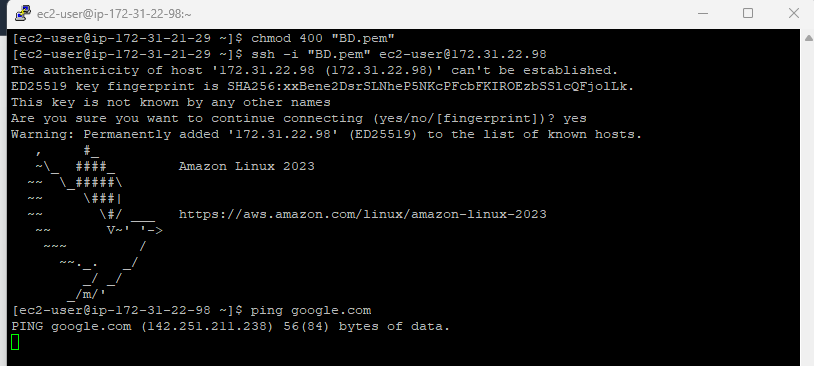 ec2-user@ip-172-31-22-98:~
[ec2-user@ip-172-31-21-29 ~]$ chmod 400 "BD.pem"
[ec2-user@ip-172-31-21-29 ~]$ ssh -i "BD.pem" ec2-user@172.31.22.98
The authenticity of host '172.31.22.98 (172.31.22.98)' can't be established.
ED25519 key fingerprint is SHA256:xxBene2DsrSLNheP5NKcPFcbFKIROEzbSSlcQFjolLk.
This key is not known by any other names
Are you sure you want to continue connecting (yes/no/[fingerprint])? yes
Warning: Permanently added '172.31.22.98' (ED25519) to the list of known hosts.
   ,     #_
   ~\_  ####_        Amazon Linux 2023
  ~~  \_#####\
  ~~     \###|
  ~~       \#/ ___   https://aws.amazon.com/linux/amazon-linux-2023
   ~~       V~' '->
    ~~~         /
      ~~._.   _/
         _/ _/
       _/m/'
[ec2-user@ip-172-31-22-98 ~]$ ping google.com
PING google.com (142.251.211.238) 56(84) bytes of data.